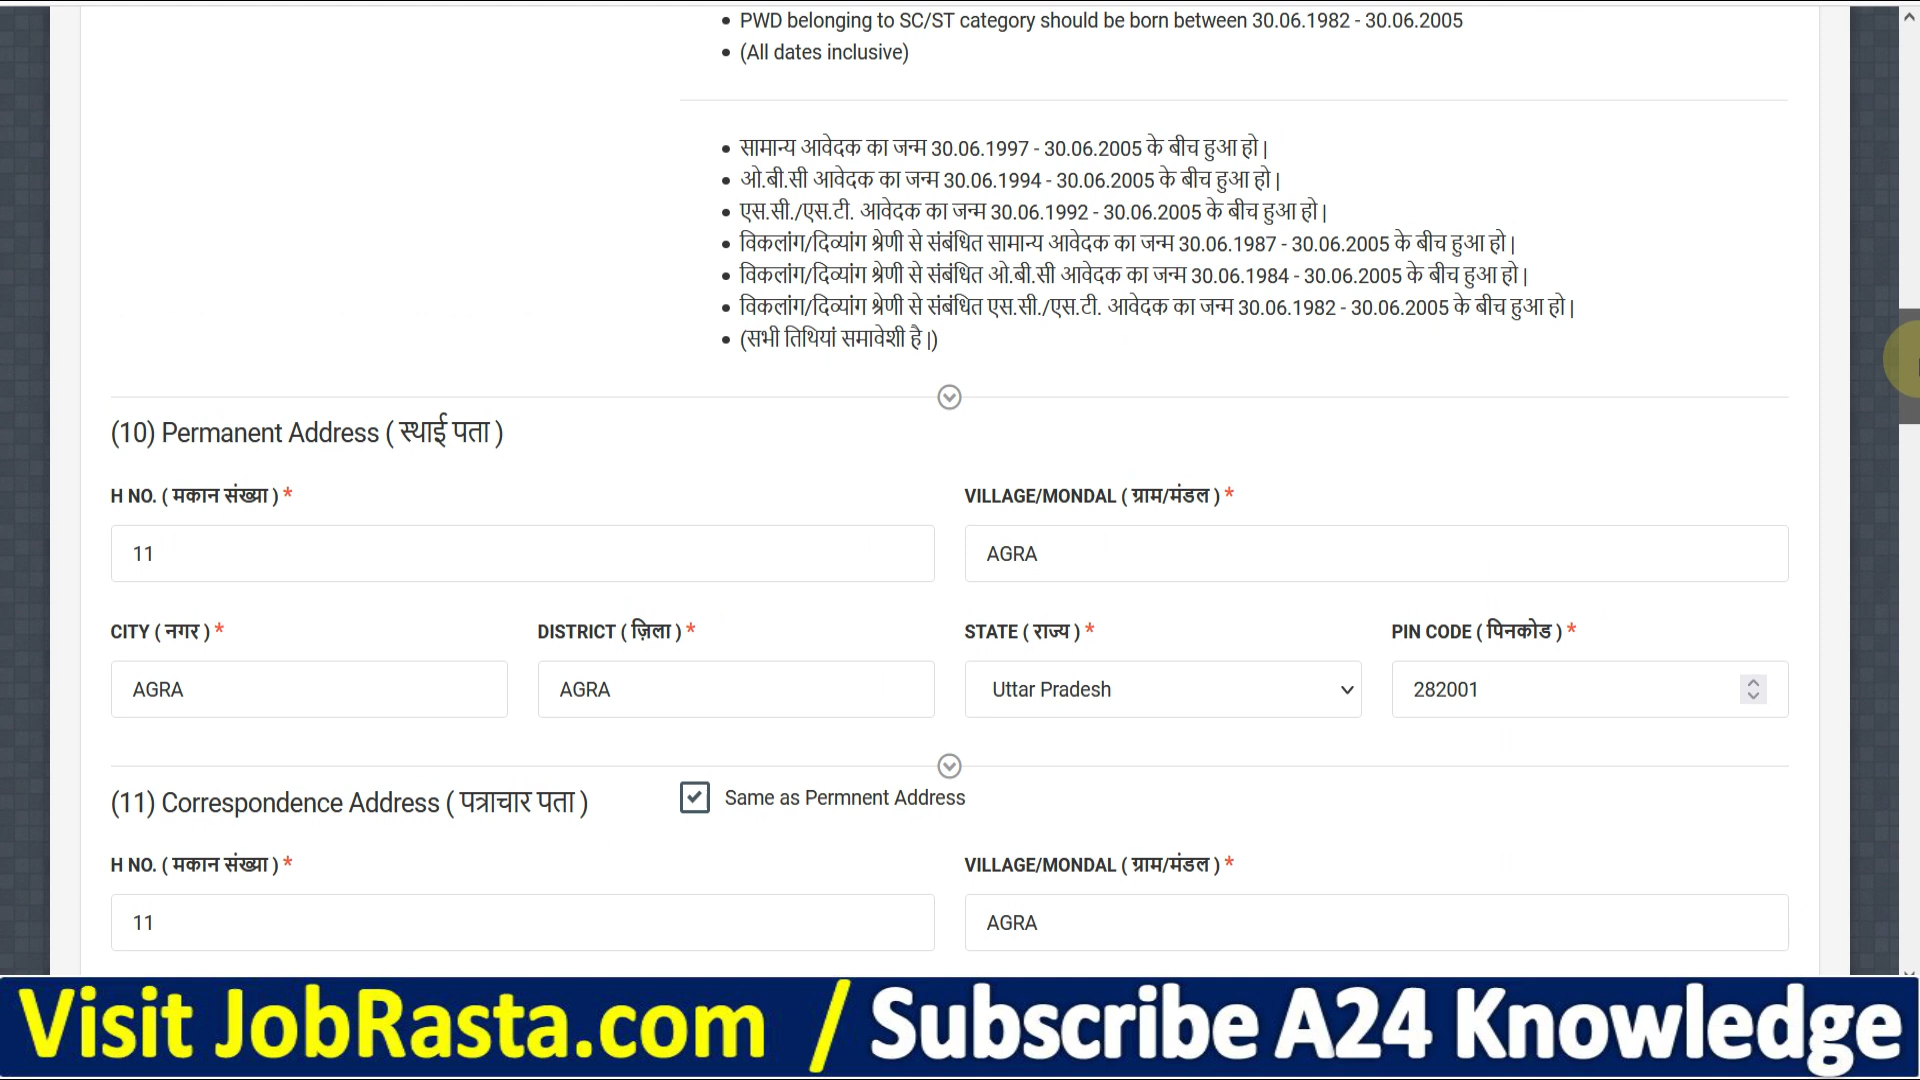 • PWD belonging to SC/ST category should be born between 30.06.1982 - 30.06.2005
• (All dates inclusive)
• सामान्य आवेदक का जन्म 30.06.1997 - 30.06.2005 के बीच हुआ हो |
• ओ.बी.सी आवेदक का जन्म 30.06.1994 - 30.06.2005 के बीच हुआ हो |
• एस.सी./एस.टी. आवेदक का जन्म 30.06.1992 - 30.06.2005 के बीच हुआ हो |
• विकलांग/दिव्यांग श्रेणी से संबंधित सामान्य आवेदक का जन्म 30.06.1987 - 30.06.2005 के बीच हुआ हो |
• विकलांग/दिव्यांग श्रेणी से संबंधित ओ.बी.सी आवेदक का जन्म 30.06.1984 - 30.06.2005 के बीच हुआ हो |
• विकलांग/दिव्यांग श्रेणी से संबंधित एस.सी./एस.टी. आवेदक का जन्म 30.06.1982 - 30.06.2005 के बीच हुआ हो |
• (सभी तिथियां समावेशी है |)
(10) Permanent Address ( स्थाई पता )
H NO. ( मकान संख्या ) * VILLAGE/MONDAL ( ग्राम/मंडल ) *
11 AGRA
CITY ( नगर ) * DISTRICT ( ज़िला ) * STATE ( राज्य ) * PIN CODE ( पिनकोड ) *
AGRA AGRA Uttar Pradesh 282001
(11) Correspondence Address ( पत्राचार पता ) Same as Permnent Address
H NO. ( मकान संख्या ) * VILLAGE/MONDAL ( ग्राम/मंडल ) *
11 AGRA
Visit JobRasta.com / Subscribe A24 Knowledge